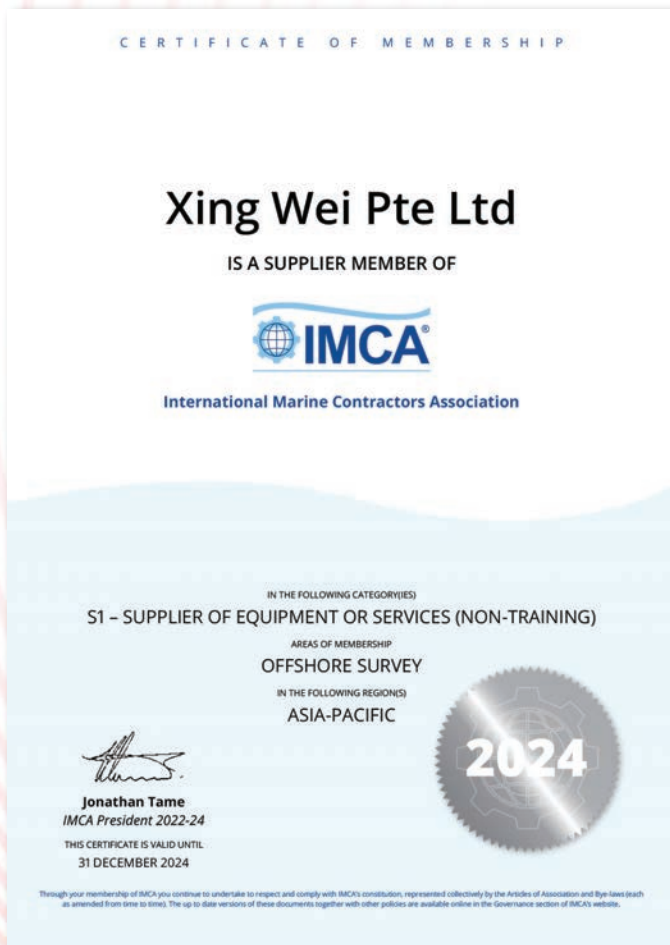 CERTIFICATE OF MEMBERSHIP
Xing Wei Pte Ltd
IS A SUPPLIER MEMBER OF
IMCA®
International Marine Contractors Association
IN THE FOLLOWING CATEGORY(IES)
S1 – SUPPLIER OF EQUIPMENT OR SERVICES (NON-TRAINING)
AREAS OF MEMBERSHIP
OFFSHORE SURVEY
IN THE FOLLOWING REGION(S)
ASIA-PACIFIC
2024
Jonathan Tame
IMCA President 2022-24
THIS CERTIFICATE IS VALID UNTIL
31 DECEMBER 2024
Through your membership of IMCA you continue to undertake to respect and comply with IMCA's constitution, represented collectively by the Articles of Association and Bye-laws (each
as amended from time to time). The up to date versions of these documents together with other policies are available online in the Governance section of IMCA's website.